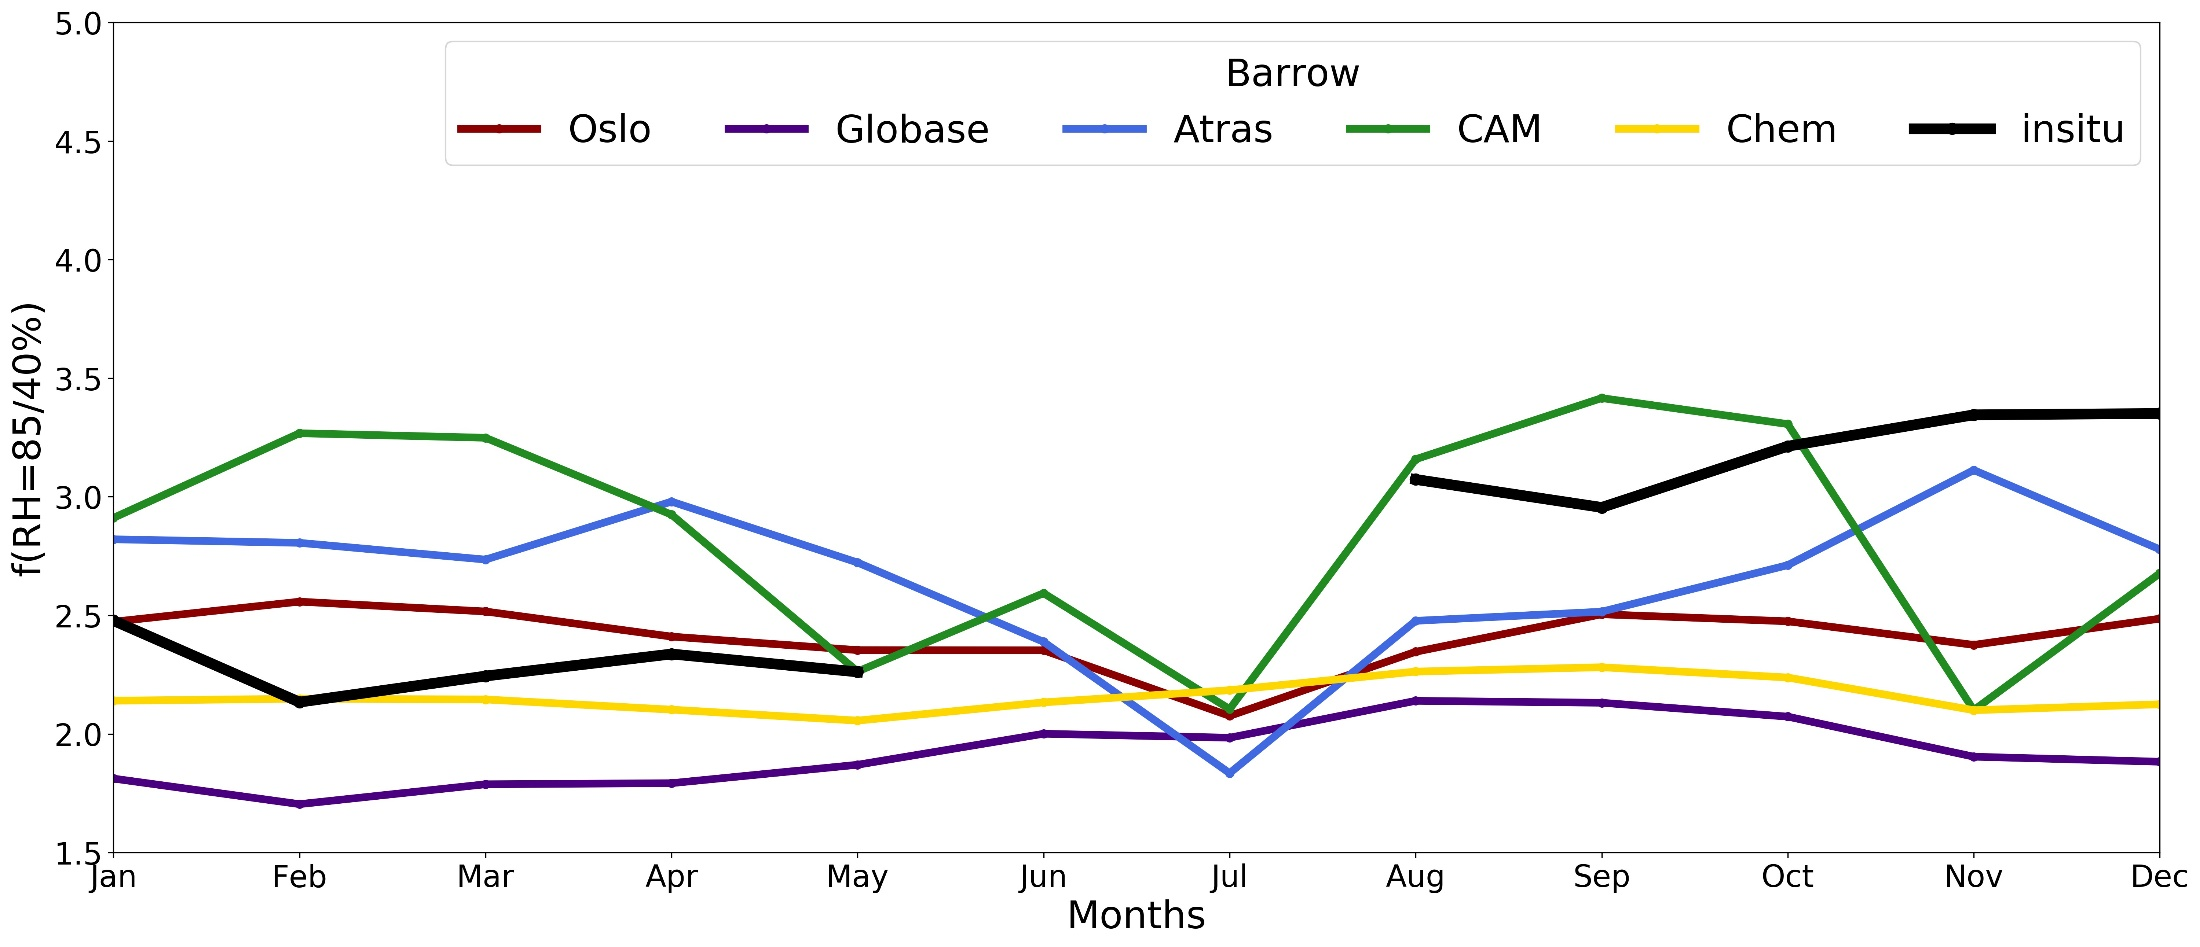 Barrow
Oslo Globase Atras CAM Chem insitu
f(RH=85/40%)
5.0
4.5
4.0
3.5
3.0
2.5
2.0
1.5
Jan Feb Mar Apr May Jun Jul Aug Sep Oct Nov Dec
Months